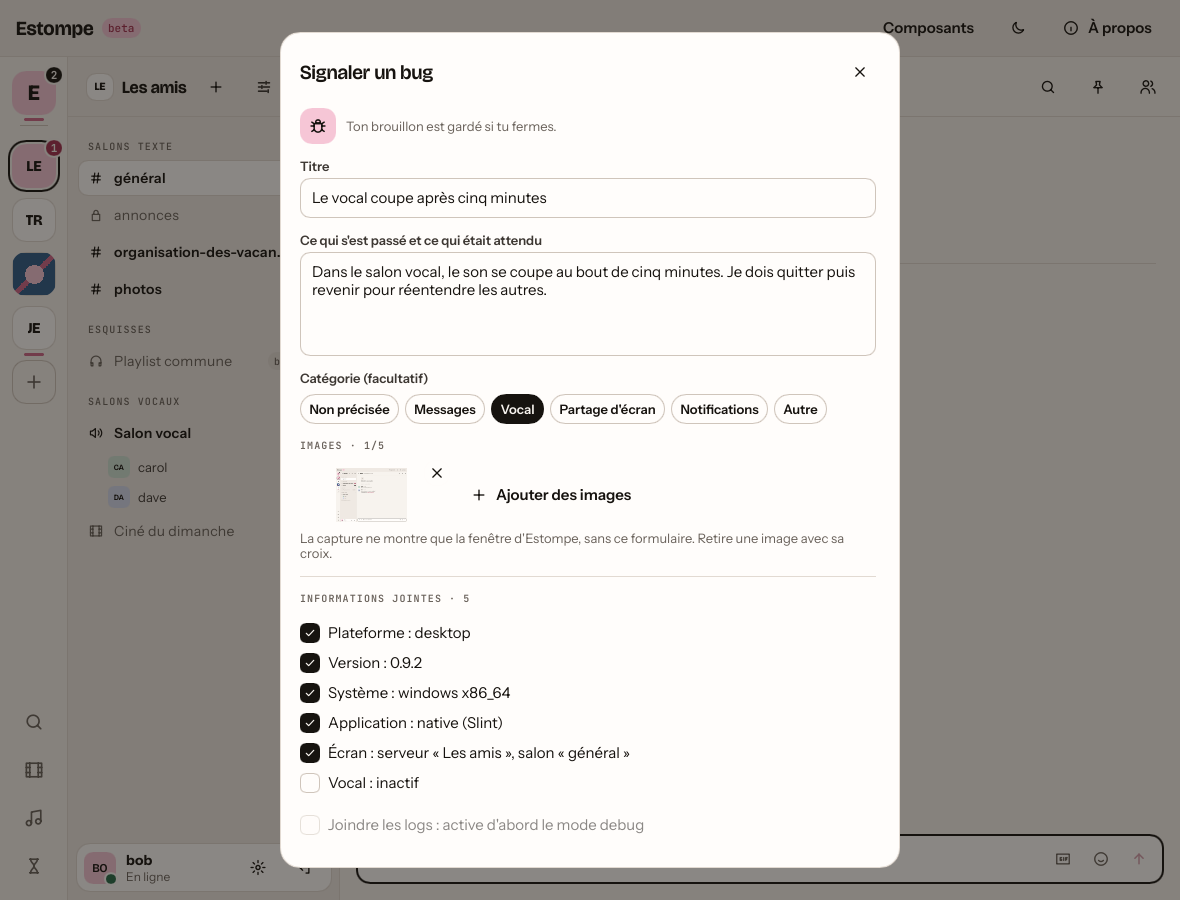 Estompe beta
Composants
À propos
E 2
LE Les amis
SALONS TEXTE
LE 1
# général
annonces
TR
# organisation-des-vacan.
# photos
ESQUISSES
JE
Playlist commune
SALONS VOCAUX
Salon vocal
CA carol
DA dave
Ciné du dimanche
BO bob
En ligne
Signaler un bug
Ton brouillon est gardé si tu fermes.
Titre
Le vocal coupe après cinq minutes
Ce qui s'est passé et ce qui était attendu
Dans le salon vocal, le son se coupe au bout de cinq minutes. Je dois quitter puis
revenir pour réentendre les autres.
Catégorie (facultatif)
Non précisée Messages Vocal Partage d'écran Notifications Autre
IMAGES · 1/5
Ajouter des images
La capture ne montre que la fenêtre d'Estompe, sans ce formulaire. Retire une image avec sa
croix.
INFORMATIONS JOINTES · 5
Plateforme : desktop
Version : 0.9.2
Système : windows x86_64
Application : native (Slint)
Écran : serveur « Les amis », salon « général »
Vocal : inactif
Joindre les logs : active d'abord le mode debug
GIF